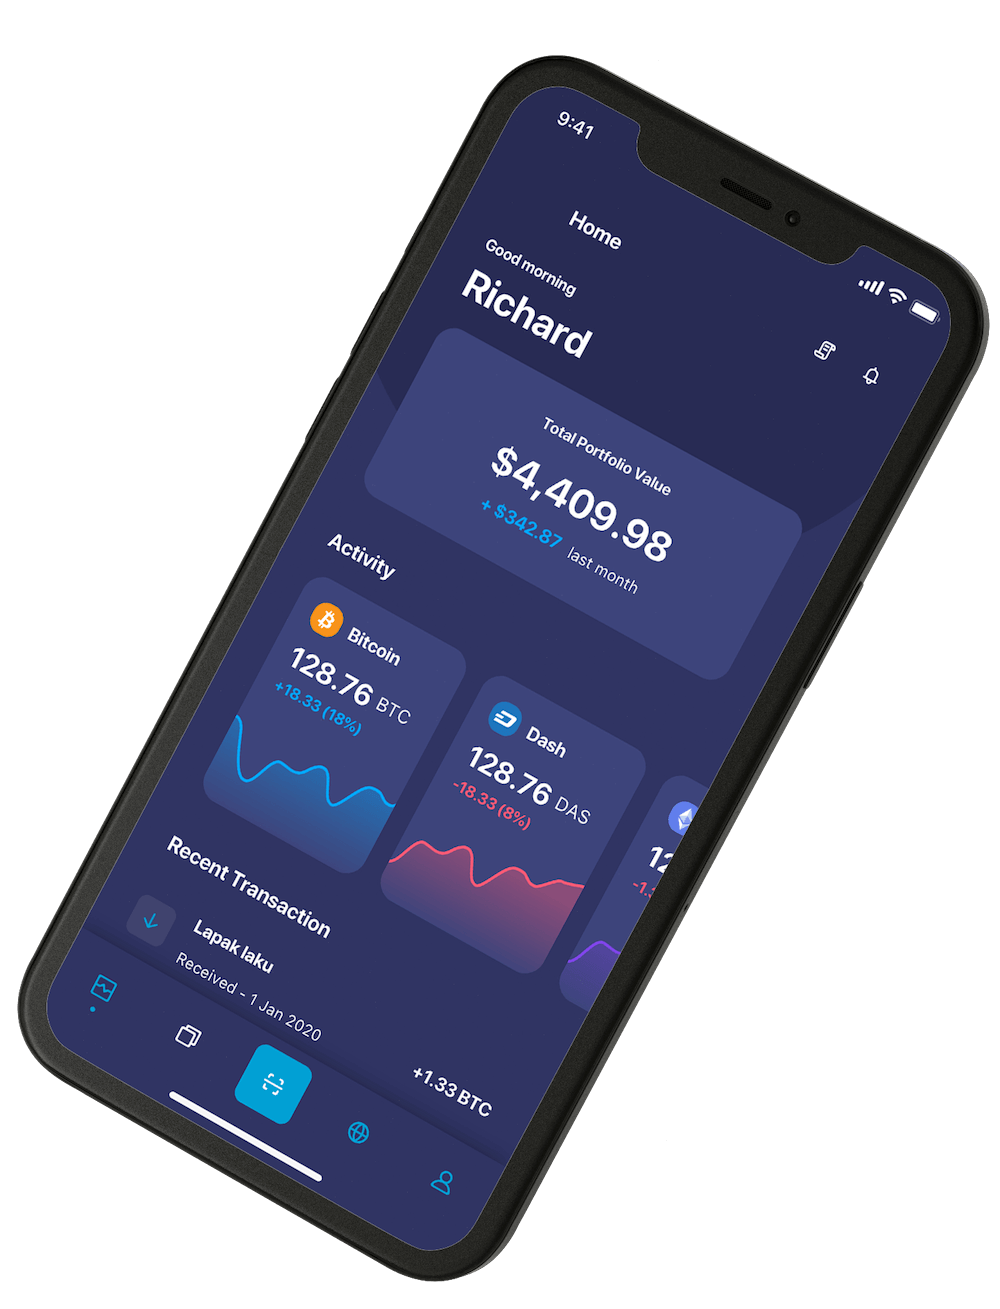 9:41
Home
Good morning
Richard
Total Portfolio Value
$4,409.98
+ $342.87 last month
Activity
Bitcoin
128.76 BTC
+18.33 (18%)
Dash
128.76 DAS
-18.33 (8%)
Recent Transaction
Lapak laku
Received - 1 Jan 2020
+1.33 BTC